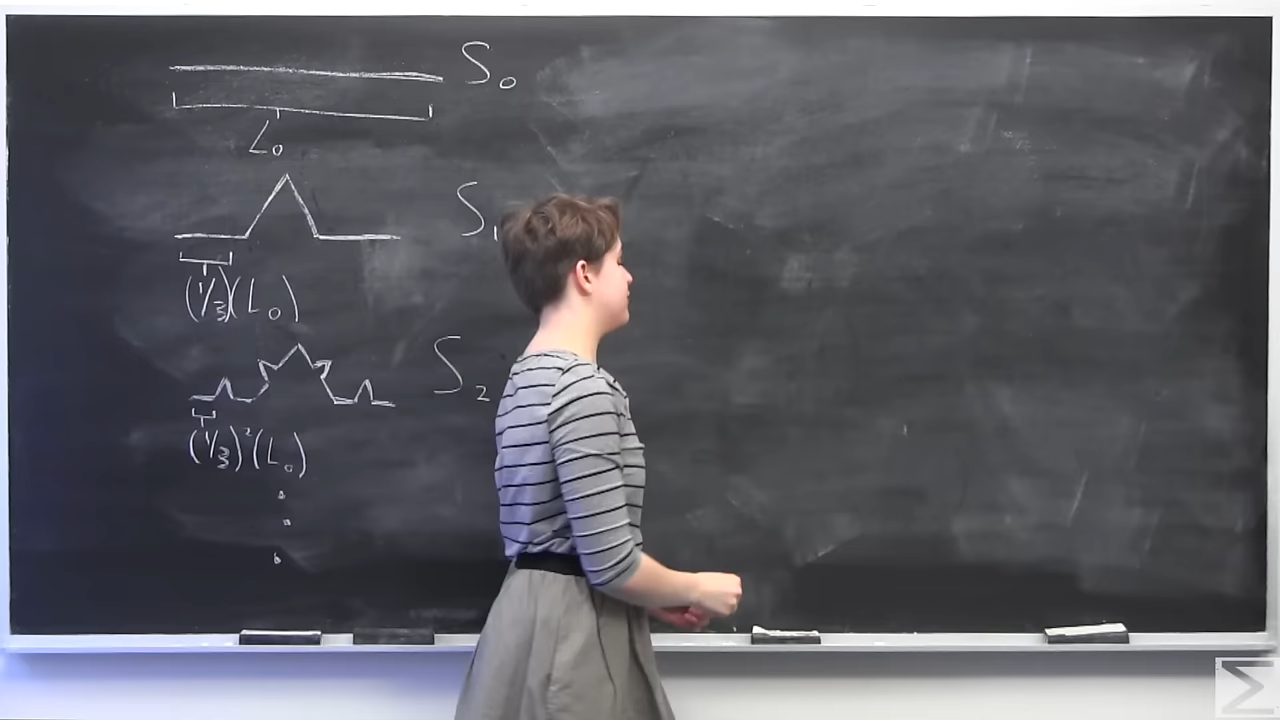 S₀
L₀
S₁
(1/3)(L₀)
S₂
(1/3)²(L₀)
Σ